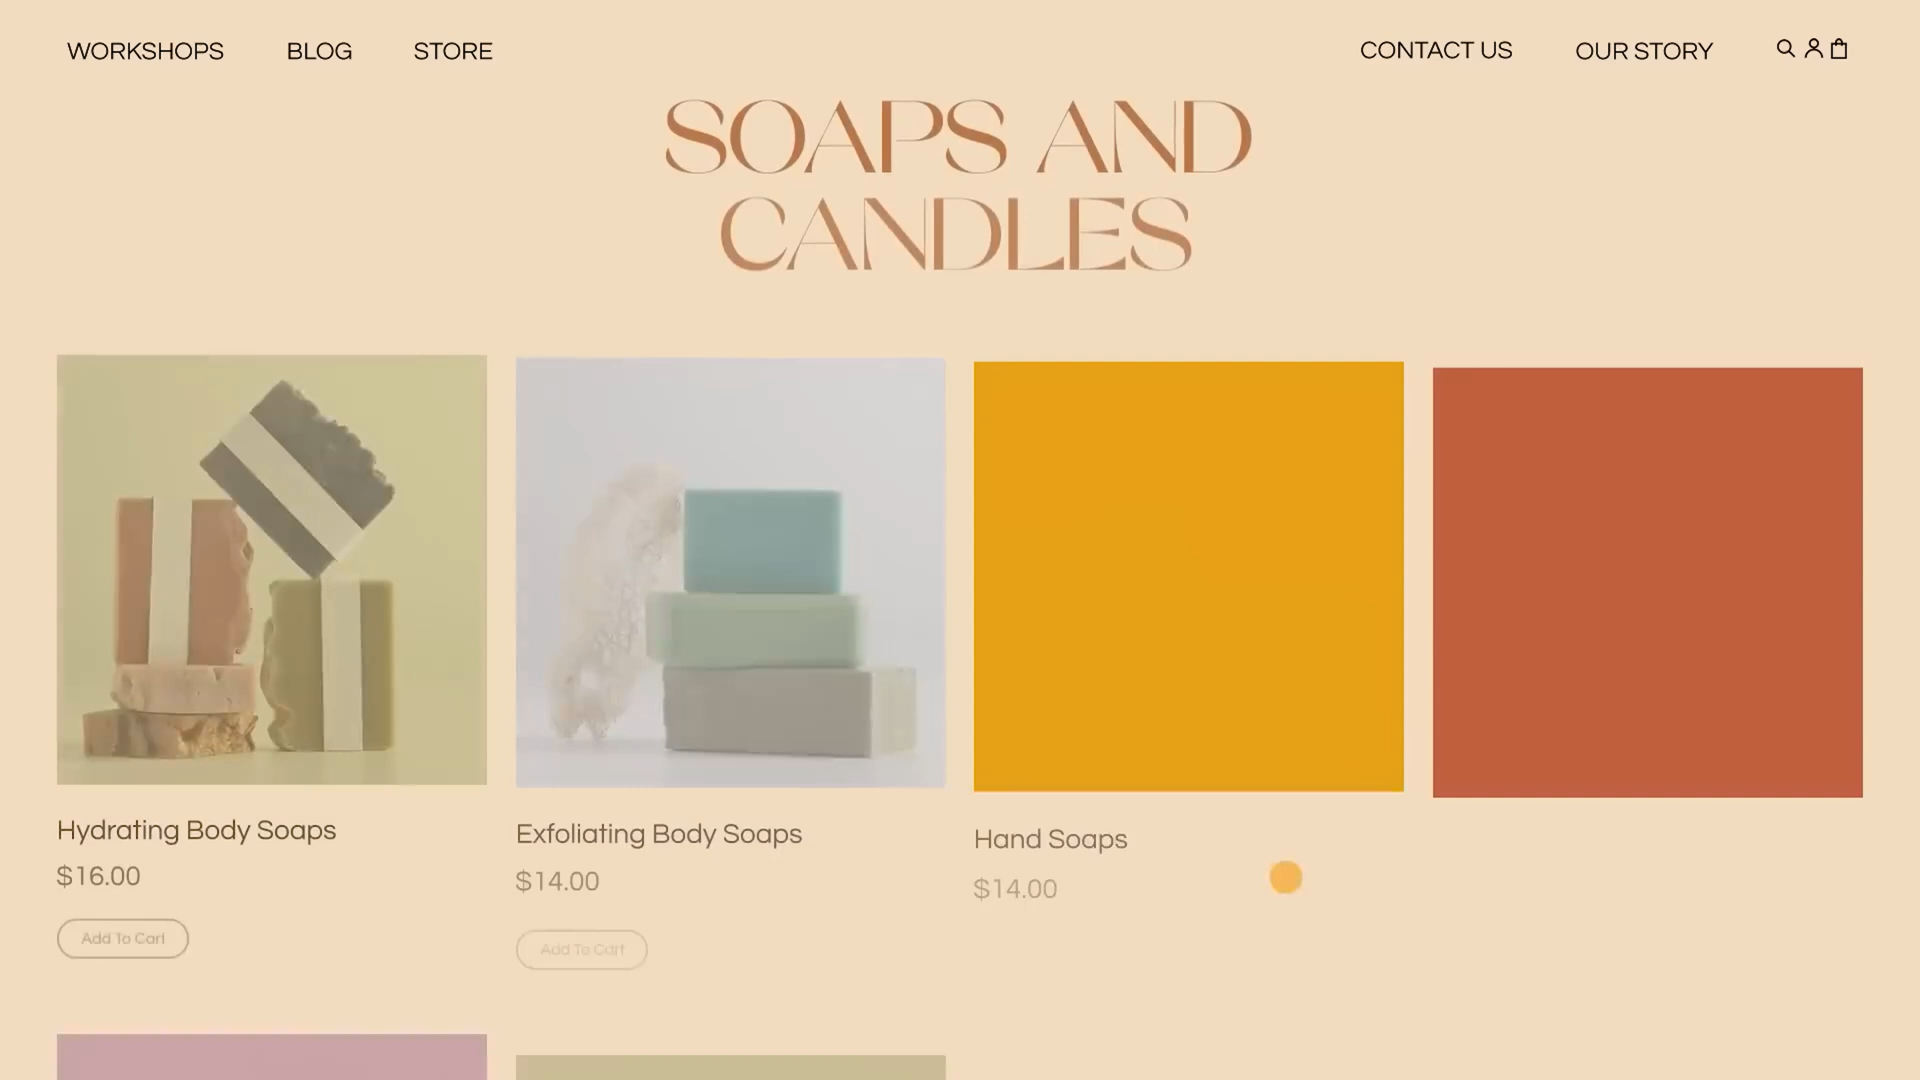 WORKSHOPS BLOG STORE CONTACT US OUR STORY
SOAPS AND
CANDLES
Hydrating Body Soaps
$16.00
Add To Cart
Exfoliating Body Soaps
$14.00
Add To Cart
Hand Soaps
$14.00